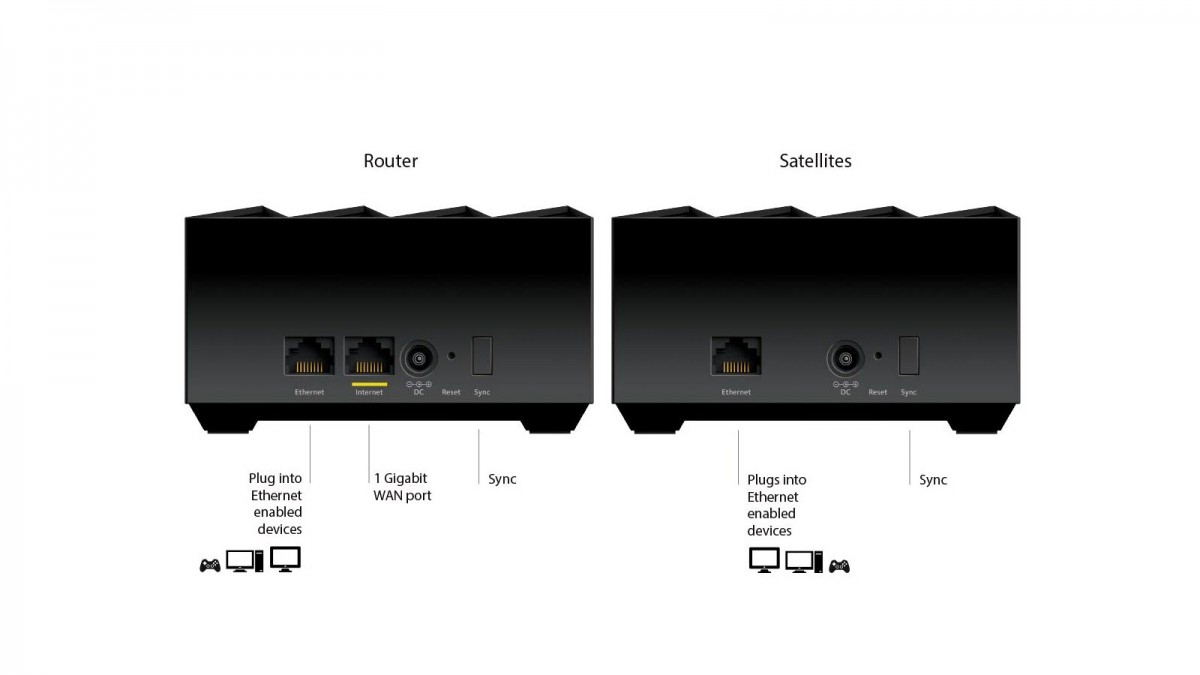 Router
Satellites
Ethernet
Internet
DC
Reset
Sync
Ethernet
DC
Reset
Sync
Plug into
Ethernet
enabled
devices
1 Gigabit
WAN port
Sync
Plugs into
Ethernet
enabled
devices
Sync